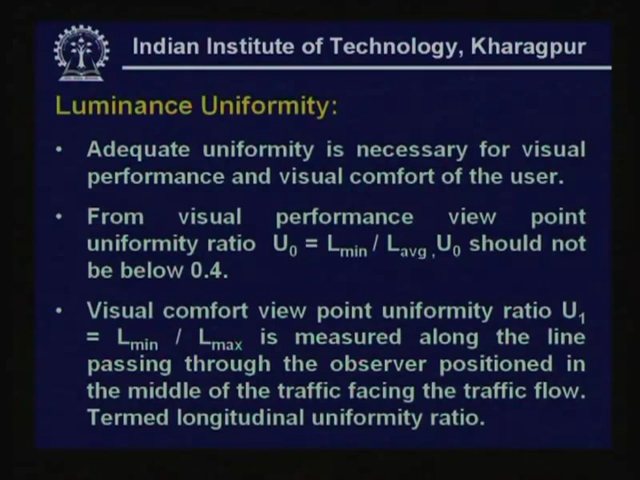 Indian Institute of Technology, Kharagpur
Luminance Uniformity:
• Adequate uniformity is necessary for visual
performance and visual comfort of the user.
• From visual performance view point
uniformity ratio U₀ = Lmin / Lavg , U₀ should not
be below 0.4.
• Visual comfort view point uniformity ratio U₁
= Lmin / Lmax is measured along the line
passing through the observer positioned in
the middle of the traffic facing the traffic flow.
Termed longitudinal uniformity ratio.